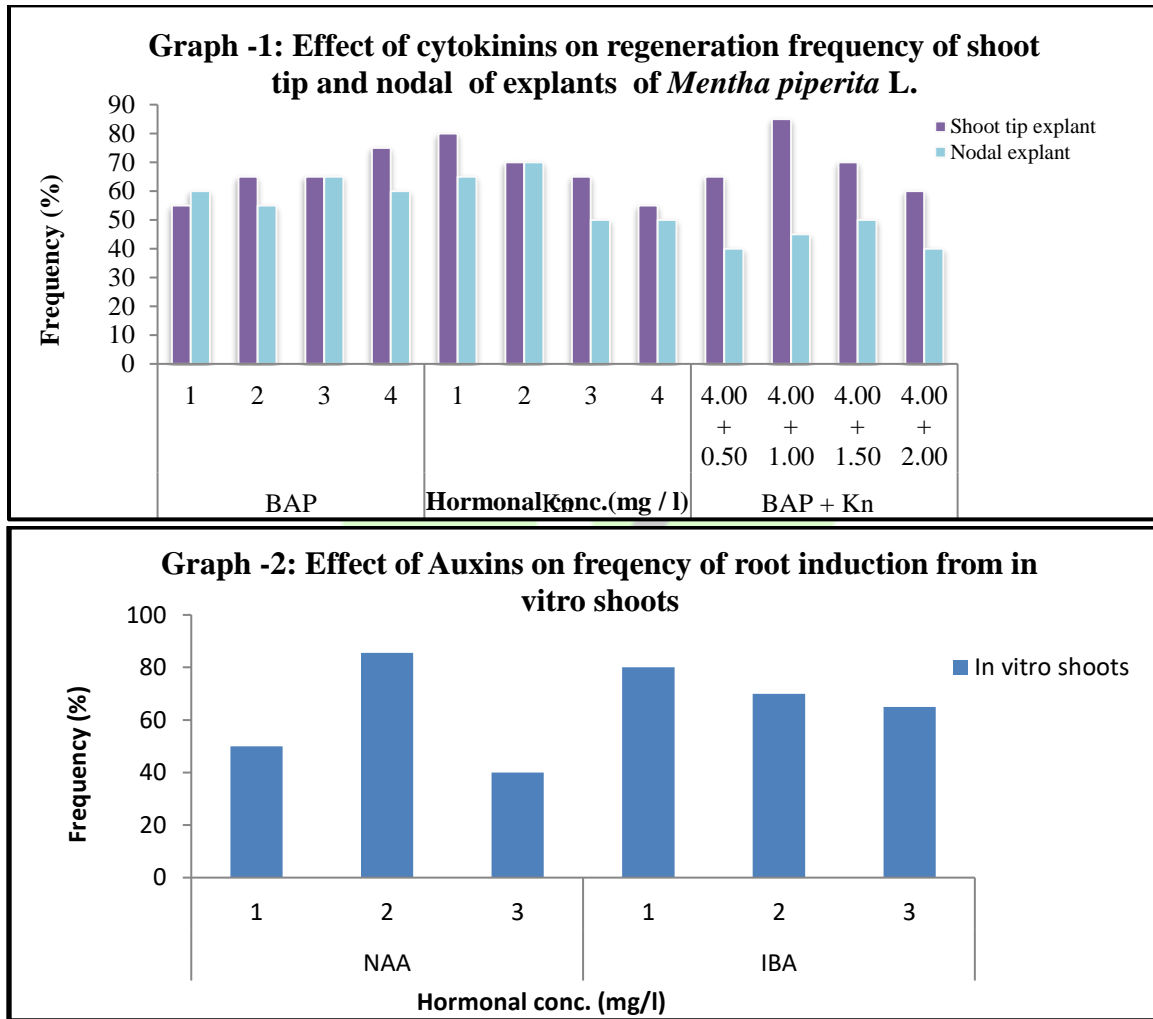 Graph -1: Effect of cytokinins on regeneration frequency of shoot
tip and nodal of explants of Mentha piperita L.
Shoot tip explant
Nodal explant
Frequency (%)
90
80
70
60
50
40
30
20
10
0
1 2 3 4 1 2 3 4 4.00 4.00 4.00 4.00
+ + + +
0.50 1.00 1.50 2.00
BAP Kn BAP + Kn
Hormonal conc.(mg / l)
Graph -2: Effect of Auxins on freqency of root induction from in
vitro shoots
In vitro shoots
Frequency (%)
100
80
60
40
20
0
1 2 3 1 2 3
NAA IBA
Hormonal conc. (mg/l)